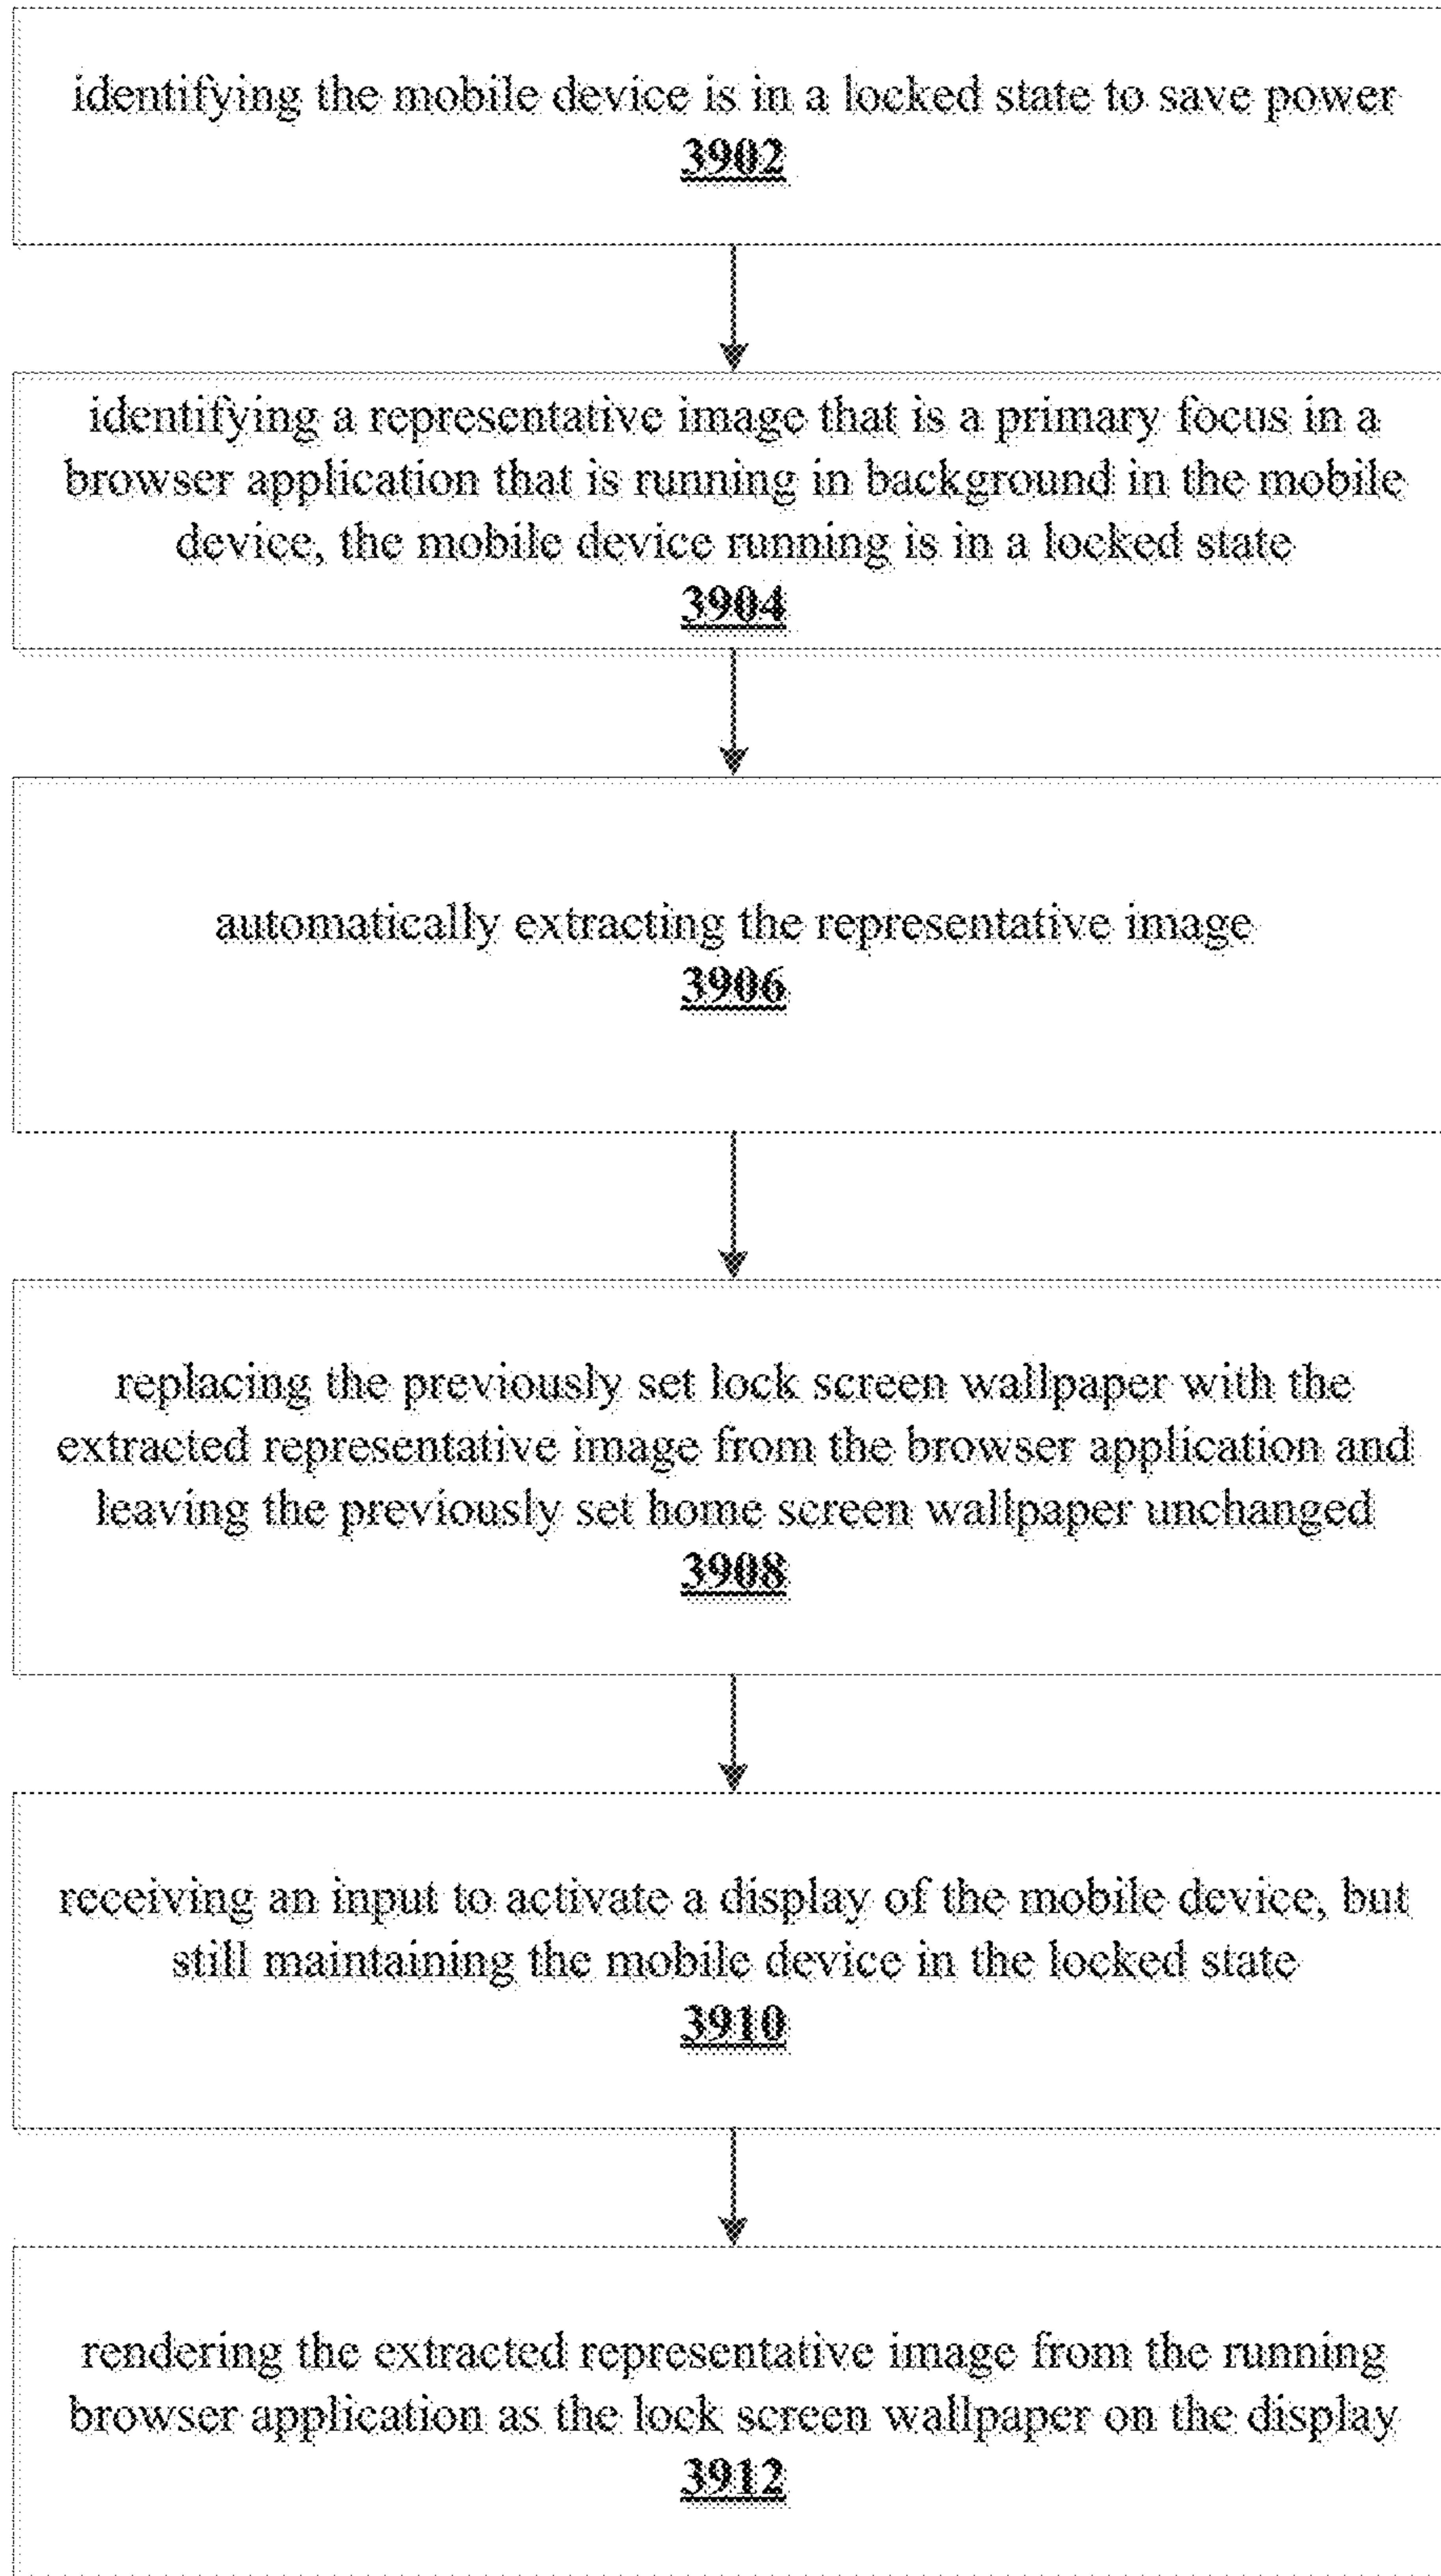 identifying the mobile device is in a locked state to save power
3902
identifying a representative image that is a primary focus in a
browser application that is running in background in the mobile
device, the mobile device running is in a locked state
3904
automatically extracting the representative image
3906
replacing the previously set lock screen wallpaper with the
extracted representative image from the browser application and
leaving the previously set home screen wallpaper unchanged
3908
receiving an input to activate a display of the mobile device, but
still maintaining the mobile device in the locked state
3910
rendering the extracted representative image from the running
browser application as the lock screen wallpaper on the display
3912